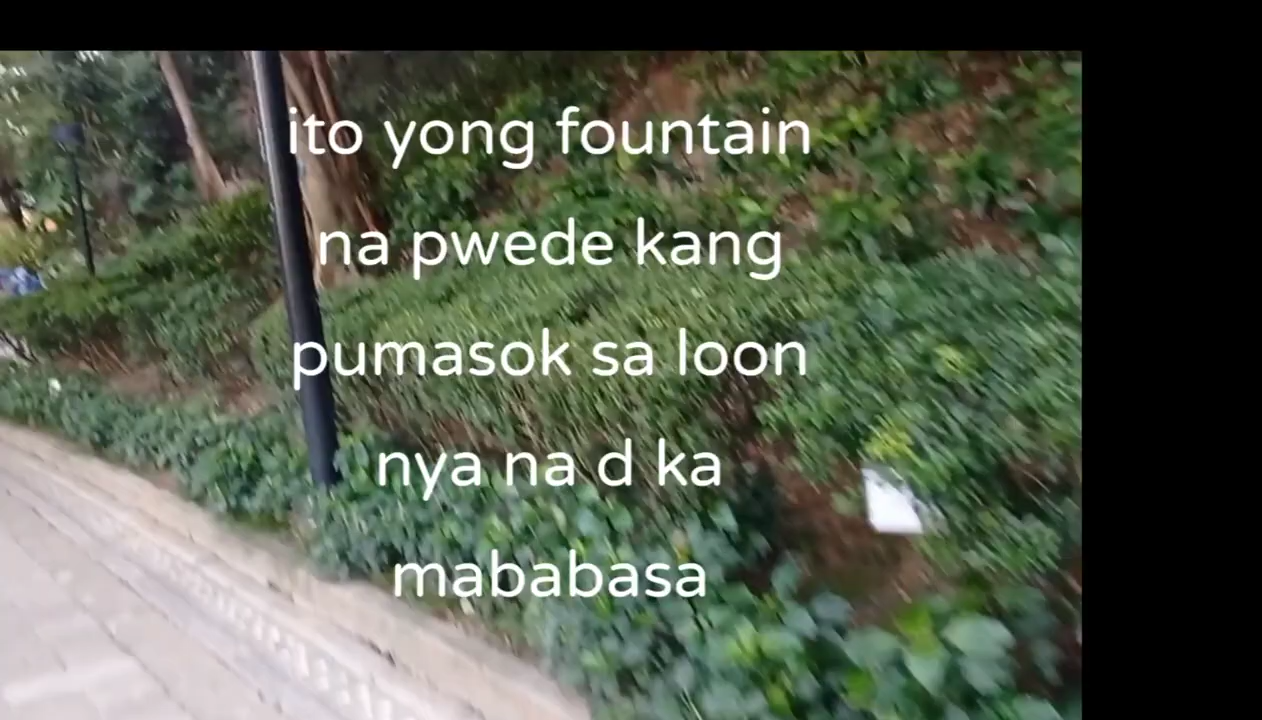 ito yong fountain
na pwede kang
pumasok sa loon
nya na d ka
mababasa